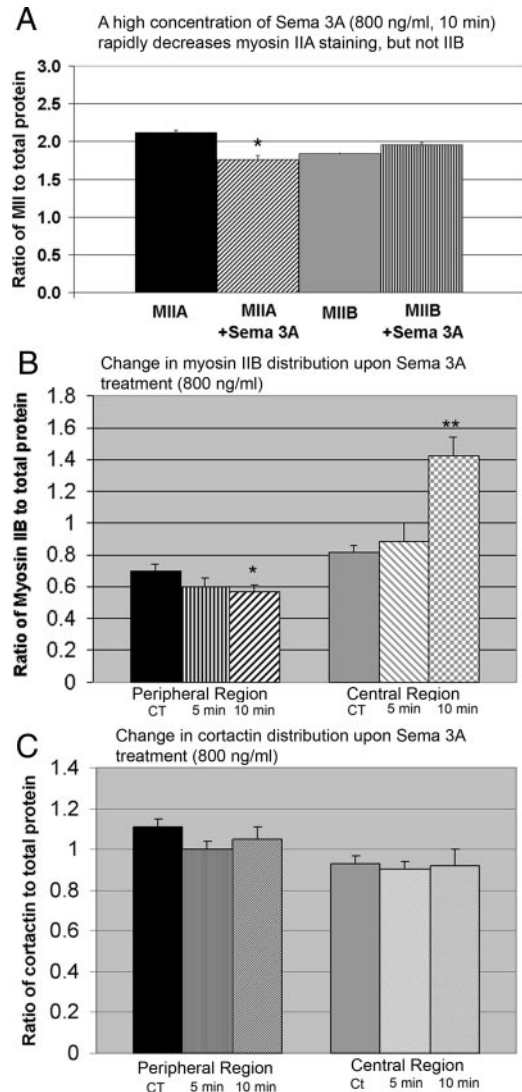 A
A high concentration of Sema 3A (800 ng/ml, 10 min)
rapidly decreases myosin IIA staining, but not IIB
Ratio of MII to total protein
3.0
2.5
2.0
1.5
1.0
0.5
0.0
*
MIIA
MIIA
+Sema 3A
MIIB
MIIB
+Sema 3A
B
Change in myosin IIB distribution upon Sema 3A
treatment (800 ng/ml)
Ratio of Myosin IIB to total protein
1.8
1.6
1.4
1.2
1
0.8
0.6
0.4
0.2
0
*
**
Peripheral Region
CT 5 min 10 min
Central Region
CT 5 min 10 min
C
Change in cortactin distribution upon Sema 3A
treatment (800 ng/ml)
Ratio of cortactin to total protein
1.4
1.2
1
0.8
0.6
0.4
0.2
0
Peripheral Region
CT 5 min 10 min
Central Region
Ct 5 min 10 min